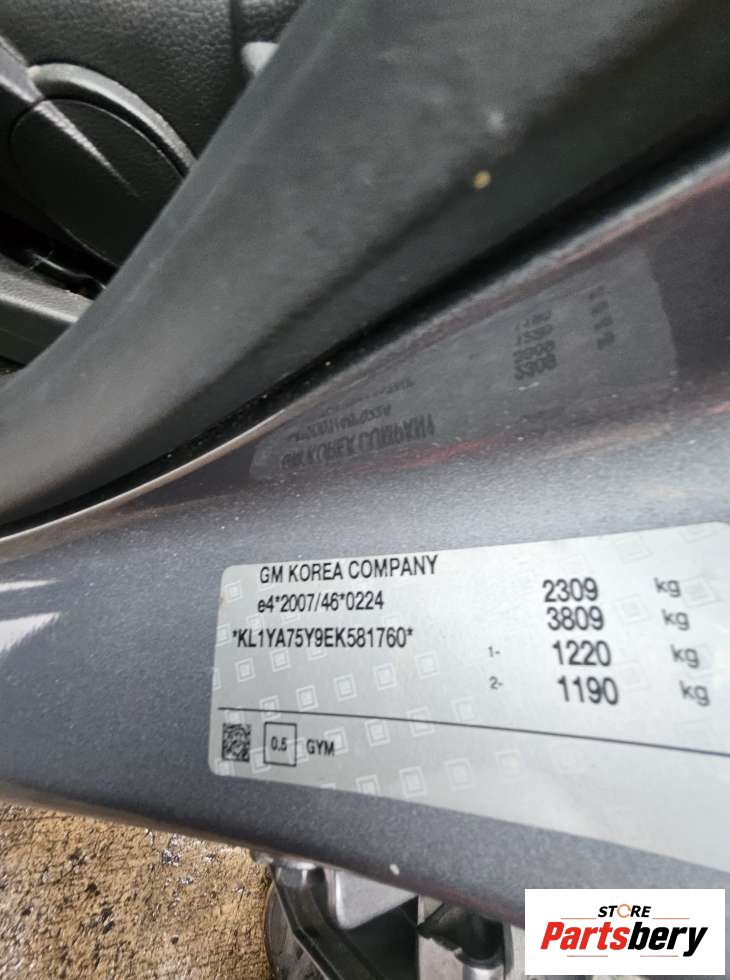 GM KOREA COMPANY
e4*2007/46*0224
*KL1YA75Y9EK581760*
2309 kg
3809 kg
1- 1220 kg
2- 1190 kg
0.5 GYM
STORE
Partsbery